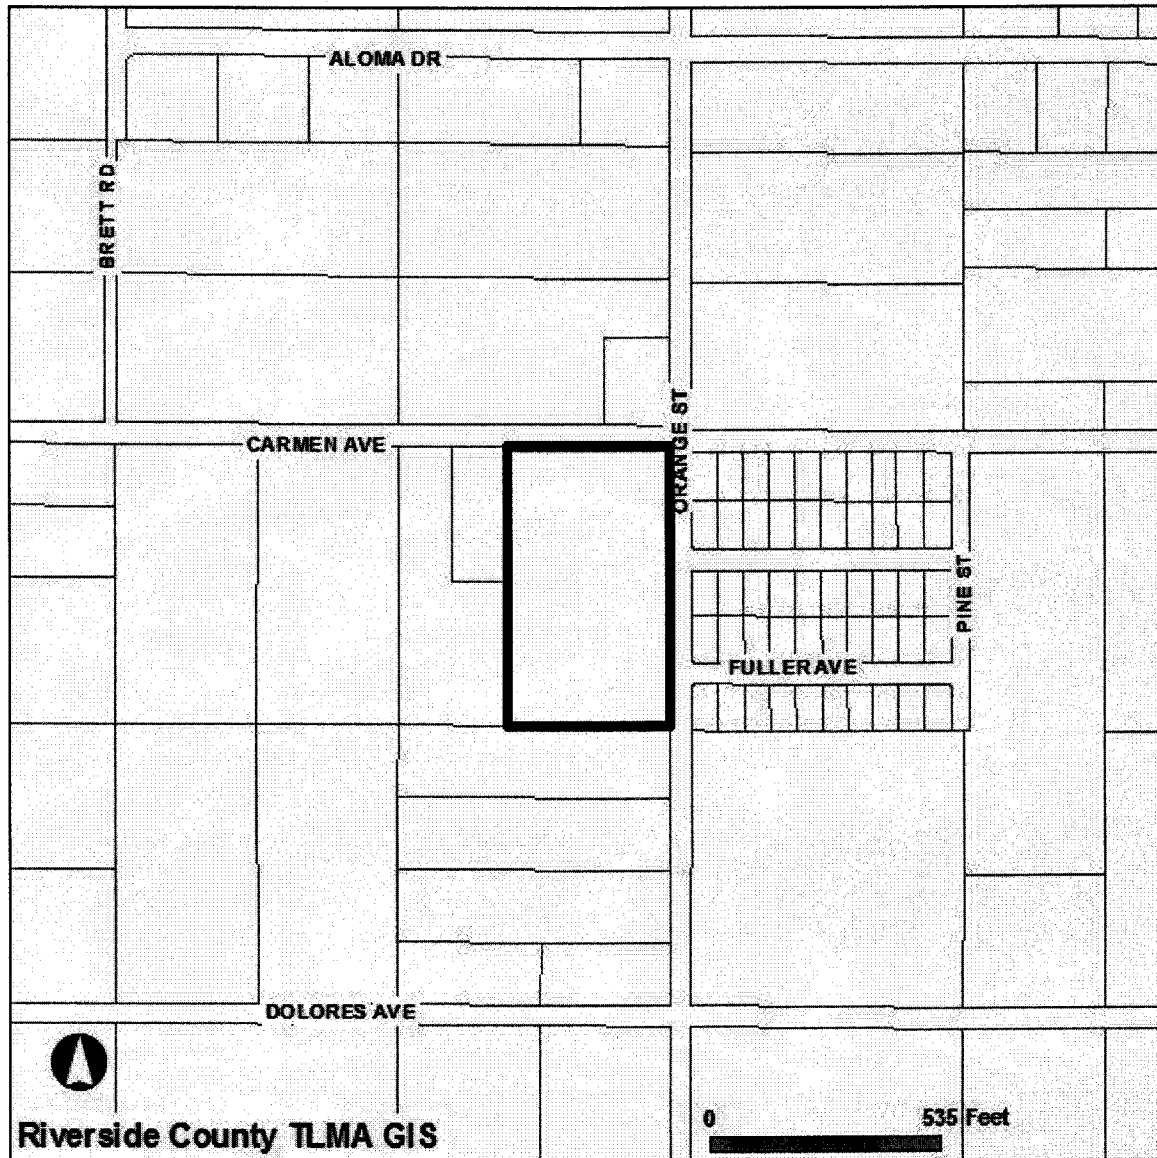 ALOMA DR
BRETT RD
CARMEN AVE
ORANGE ST
PINE ST
FULLER AVE
DOLORES AVE
0 535 Feet
Riverside County TLMA GIS